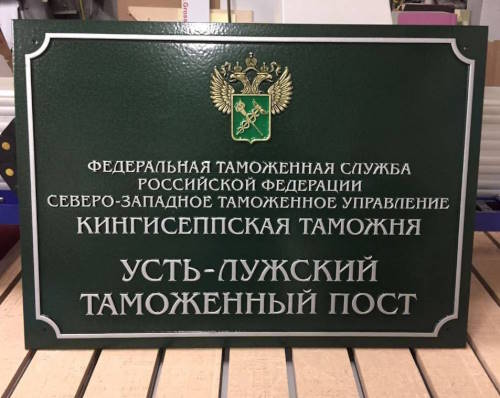 ФЕДЕРАЛЬНАЯ ТАМОЖЕННАЯ СЛУЖБА
РОССИЙСКОЙ ФЕДЕРАЦИИ
СЕВЕРО-ЗАПАДНОЕ ТАМОЖЕННОЕ УПРАВЛЕНИЕ
КИНГИСЕППСКАЯ ТАМОЖНЯ
УСТЬ-ЛУЖСКИЙ
ТАМОЖЕННЫЙ ПОСТ